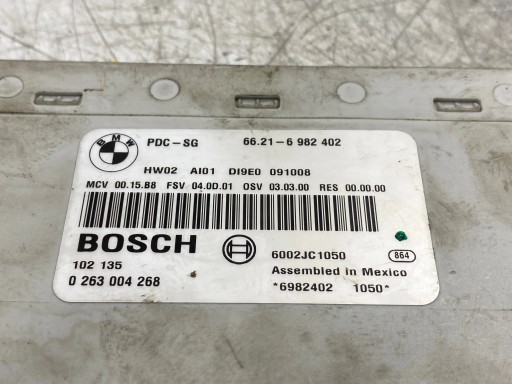 BMW
PDC-SG 66.21-6 982 402
HW02 AI01 DI9E0 091008
MCV 00.15.B8 FSV 04.0D.01 OSV 03.03.00 RES 00.00.00
BOSCH
6002JC1050 864
102 135 Assembled in Mexico
0 263 004 268 *6982402 1050*